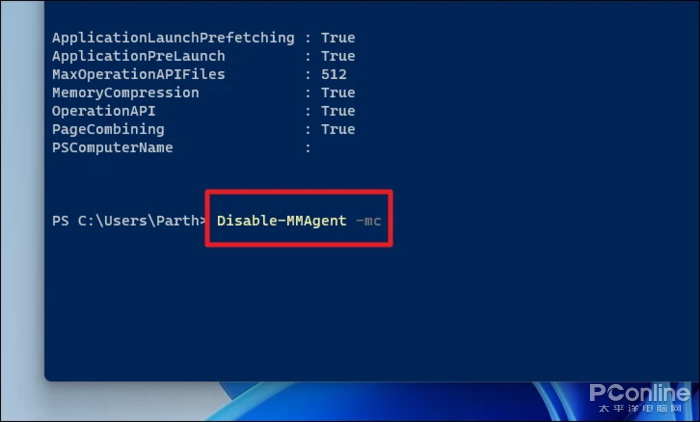 ApplicationLaunchPrefetching : True
ApplicationPreLaunch : True
MaxOperationAPIFiles : 512
MemoryCompression : True
OperationAPI : True
PageCombining : True
PSComputerName :
PS C:\Users\Parth> Disable-MMAgent -mc
PConline
太平洋电脑网